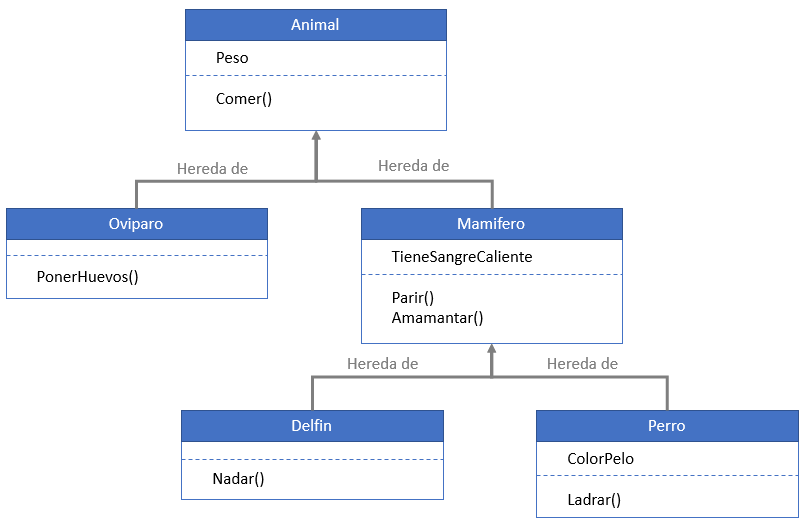 Animal
Peso
Comer()
Hereda de
Hereda de
Oviparo
PonerHuevos()
Mamifero
TieneSangreCaliente
Parir()
Amamantar()
Hereda de
Hereda de
Delfin
Nadar()
Perro
ColorPelo
Ladrar()